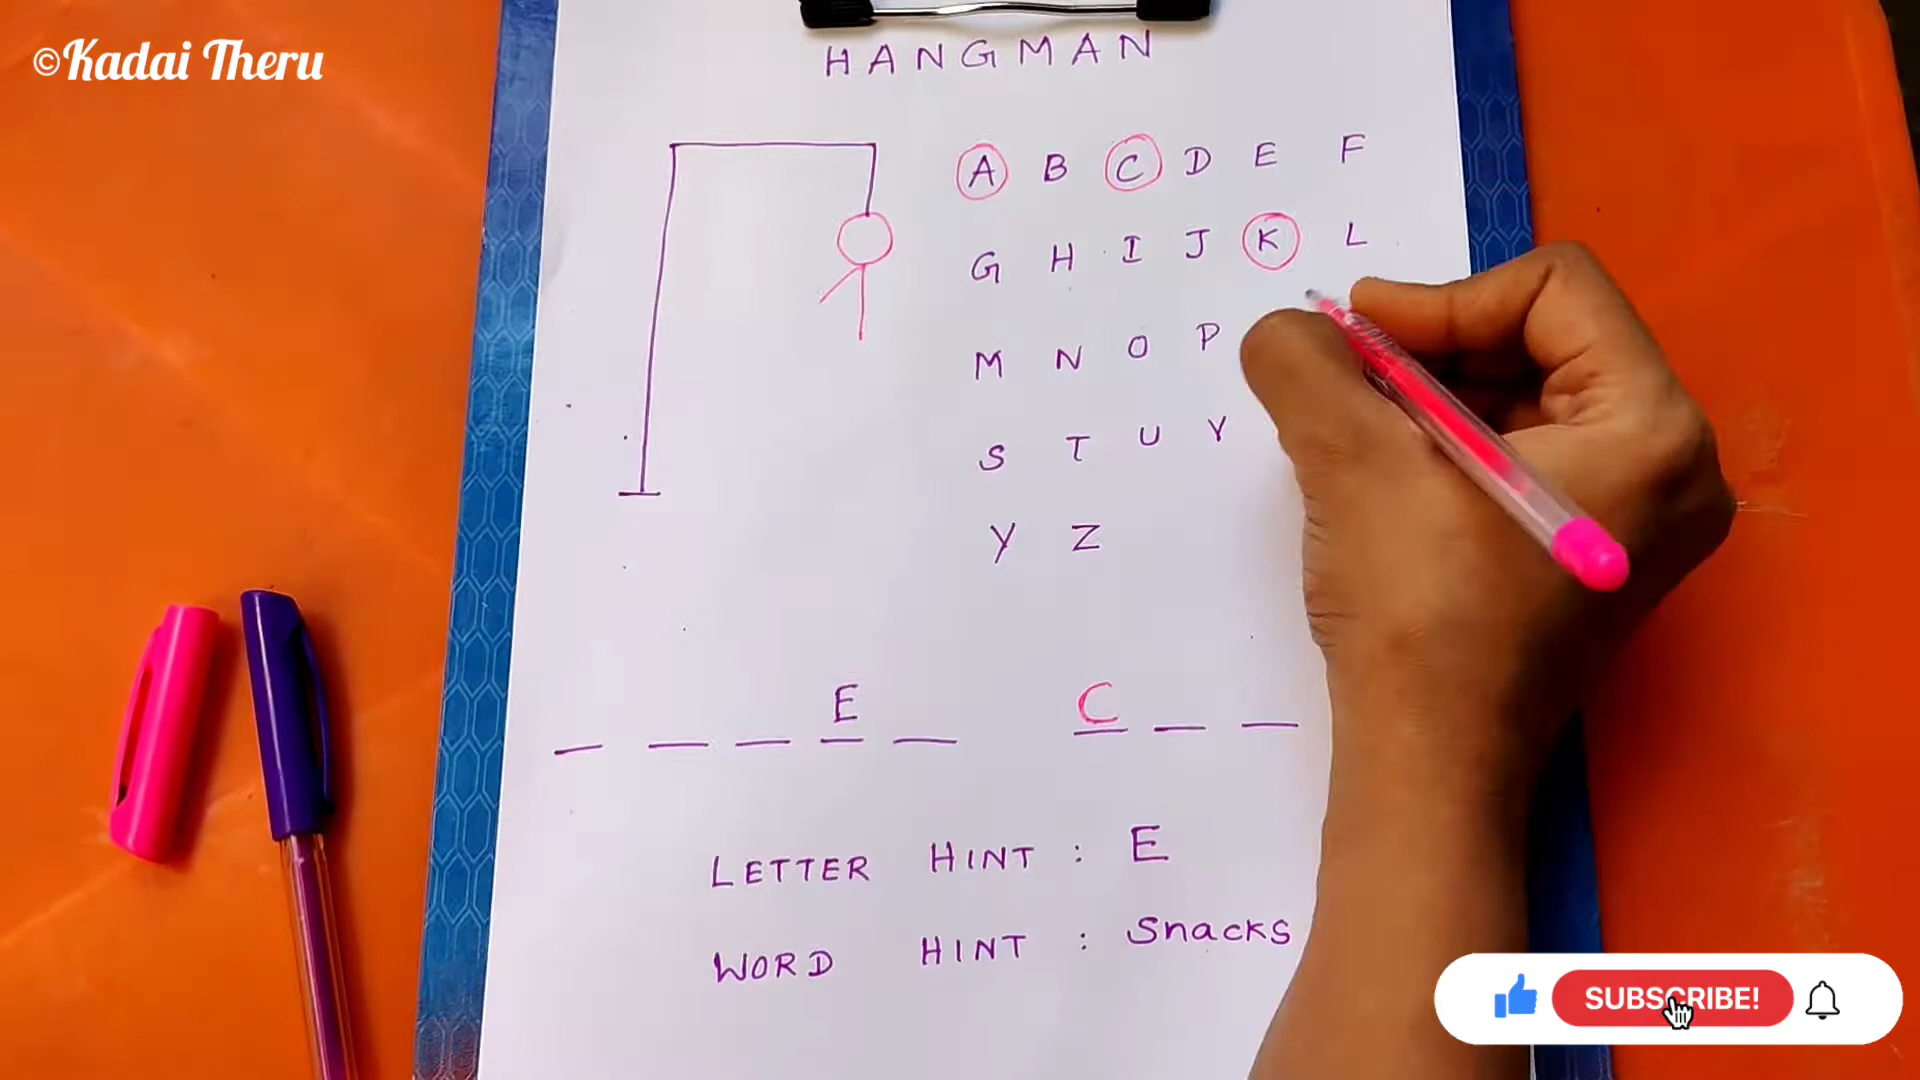 ©Kadai Theru
HANGMAN
A B C D E F
G H I J K L
M N O P
S T U V
Y Z
E C
LETTER HINT : E
WORD HINT : Snacks
SUBSCRIBE!